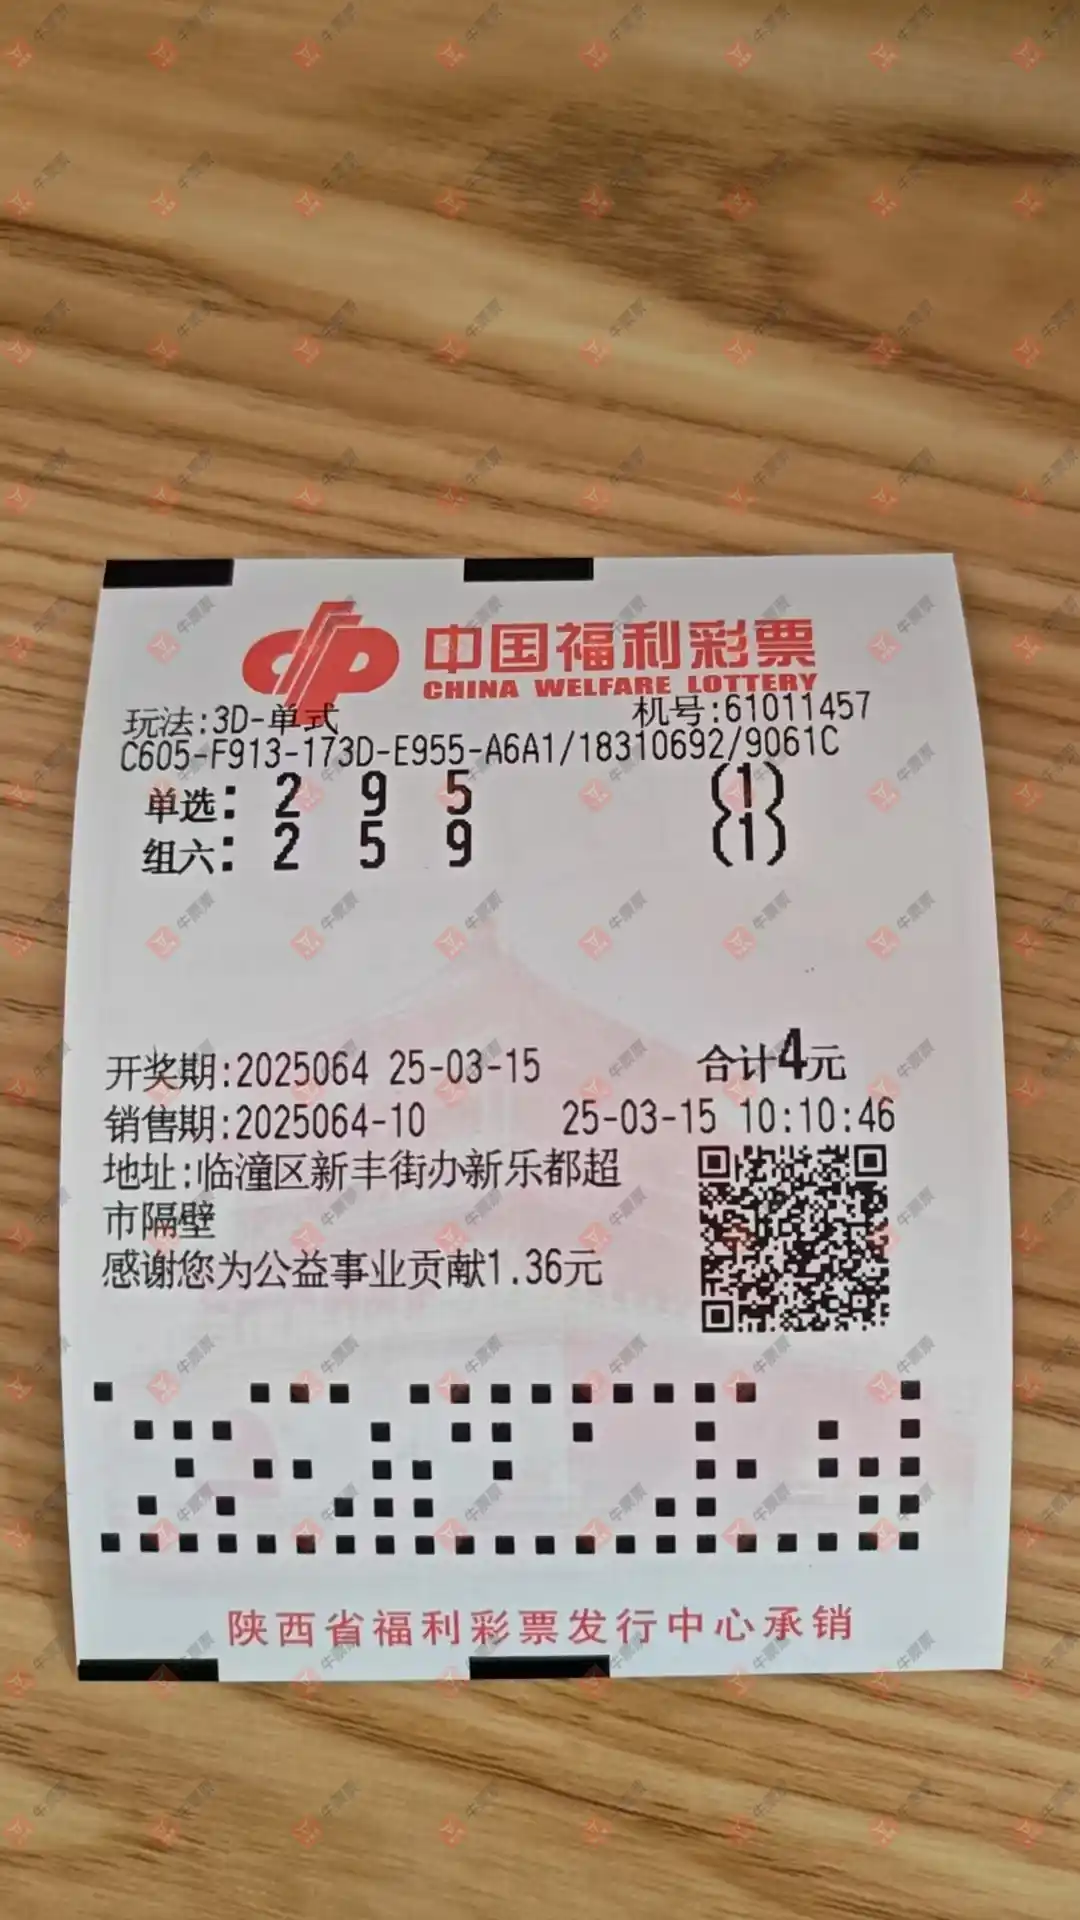 中国福利彩票
CHINA WELFARE LOTTERY
玩法:3D-单式 机号:61011457
C605-F913-173D-E955-A6A1/18310692/9061C
单选: 2 9 5 (1)
组六: 2 5 9 (1)
开奖期:2025064 25-03-15 合计4元
销售期:2025064-10 25-03-15 10:10:46
地址:临潼区新丰街办新乐都超
市隔壁
感谢您为公益事业贡献1.36元
陕西省福利彩票发行中心承销